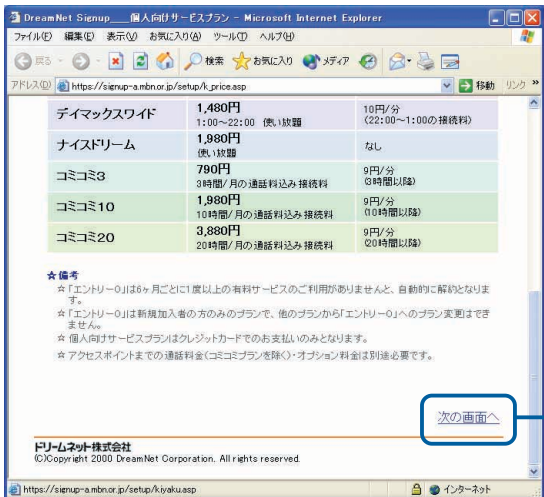 DreamNet Signup___個人向けサービスプラン - Microsoft Internet Explorer
ファイル(F) 編集(E) 表示(V) お気に入り(A) ツール(T) ヘルプ(H)
戻る 検索 お気に入り メディア
アドレス(D) https://signup-a.mbn.or.jp/setup/k_price.asp 移動 リンク »
デイマックスワイド 1,480円 10円/分
1:00～22:00 使い放題 (22:00～1:00の接続料)
ナイスドリーム 1,980円 なし
使い放題
コミコミ3 790円 9円/分
3時間/月の通話料込み接続料 (3時間以降)
コミコミ10 1,980円 9円/分
10時間/月の通話料込み接続料 (10時間以降)
コミコミ20 3,880円 9円/分
20時間/月の通話料込み接続料 (20時間以降)
☆備考
☆「エントリー0」は6ヶ月ごとに1度以上の有料サービスのご利用がありませんと、自動的に解約となりま
す。
☆「エントリー0」は新規加入者の方のみのプランで、他のプランから「エントリー0」へのプラン変更はでき
ません。
☆ 個人向けサービスプランはクレジットカードでのお支払いのみとなります。
☆ アクセスポイントまでの通話料金(コミコミプランを除く)・オプション料金は別途必要です。
次の画面へ
ドリームネット株式会社
(C)Copyright 2000 DreamNet Corporation. All rights reserved.
https://signup-a.mbn.or.jp/setup/kiyaku.asp インターネット